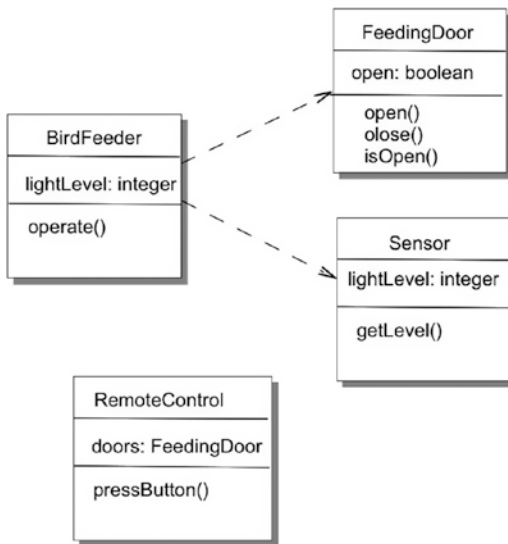 FeedingDoor
open: boolean
open()
olose()
isOpen()
BirdFeeder
lightLevel: integer
operate()
Sensor
lightLevel: integer
getLevel()
RemoteControl
doors: FeedingDoor
pressButton()